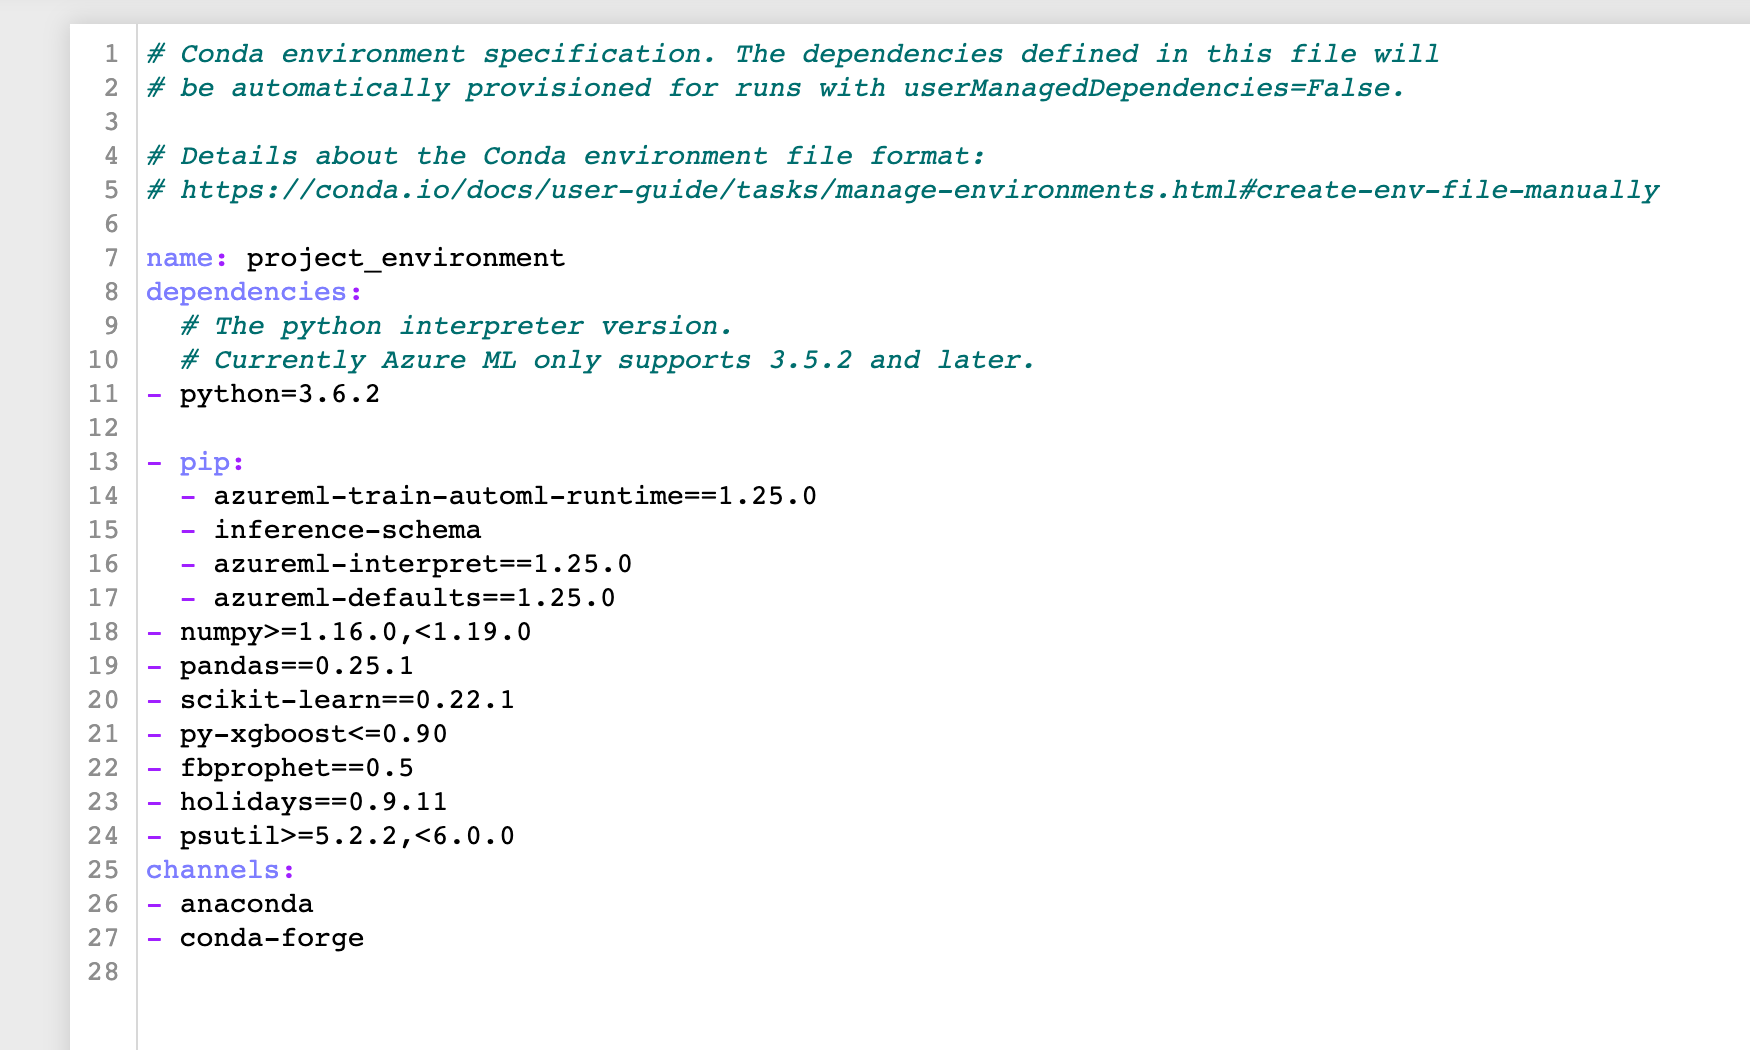 1 # Conda environment specification. The dependencies defined in this file will
2 # be automatically provisioned for runs with userManagedDependencies=False.
3
4 # Details about the Conda environment file format:
5 # https://conda.io/docs/user-guide/tasks/manage-environments.html#create-env-file-manually
6
7 name: project_environment
8 dependencies:
9   # The python interpreter version.
10   # Currently Azure ML only supports 3.5.2 and later.
11 - python=3.6.2
12
13 - pip:
14   - azureml-train-automl-runtime==1.25.0
15   - inference-schema
16   - azureml-interpret==1.25.0
17   - azureml-defaults==1.25.0
18 - numpy>=1.16.0,<1.19.0
19 - pandas==0.25.1
20 - scikit-learn==0.22.1
21 - py-xgboost<=0.90
22 - fbprophet==0.5
23 - holidays==0.9.11
24 - psutil>=5.2.2,<6.0.0
25 channels:
26 - anaconda
27 - conda-forge
28